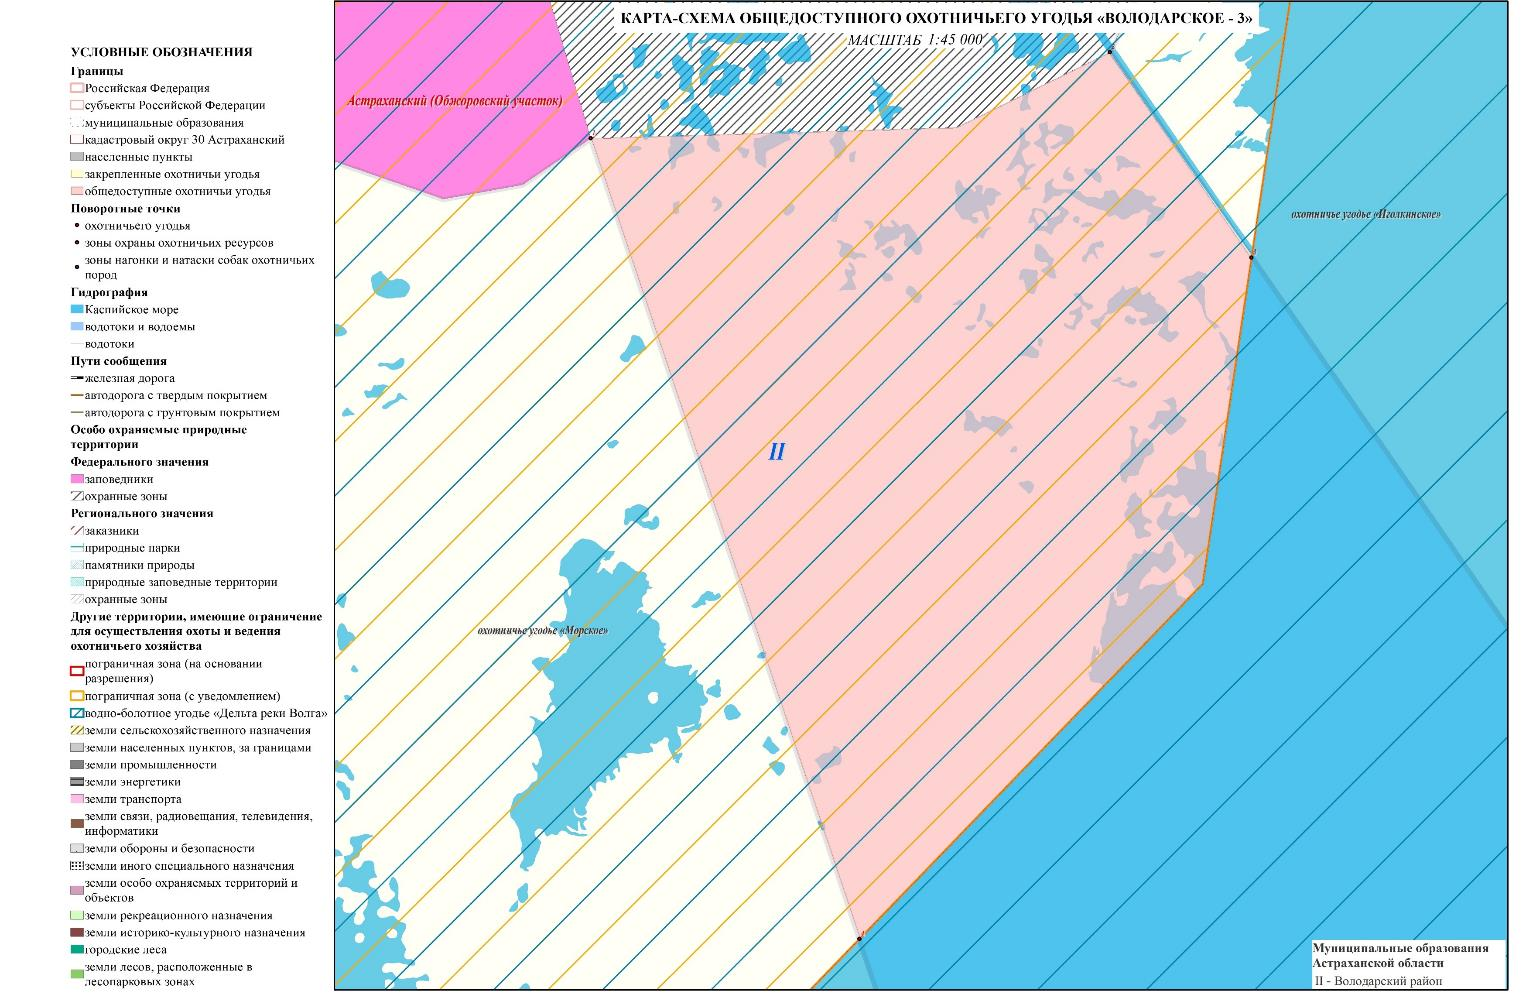 КАРТА-СХЕМА ОБЩЕДОСТУПНОГО ОХОТНИЧЬЕГО УГОДЬЯ «ВОЛОДАРСКОЕ - 3»
МАСШТАБ 1:45 000
УСЛОВНЫЕ ОБОЗНАЧЕНИЯ
Границы
Российская Федерация
субъекты Российской Федерации
муниципальные образования
кадастровый округ 30 Астраханский
населенные пункты
закрепленные охотничьи угодья
общедоступные охотничьи угодья
Поворотные точки
охотничьего угодья
зоны охраны охотничьих ресурсов
зоны нагонки и натаски собак охотничьих
пород
Гидрография
Каспийское море
водотоки и водоемы
водотоки
Пути сообщения
железная дорога
автодорога с твердым покрытием
автодорога с грунтовым покрытием
Особо охраняемые природные
территории
Федерального значения
заповедники
охранные зоны
Регионального значения
заказники
природные парки
памятники природы
природные заповедные территории
охранные зоны
Другие территории, имеющие ограничение
для осуществления охоты и ведения
охотничьего хозяйства
пограничная зона (на основании
разрешения)
пограничная зона (с уведомлением)
водно-болотное угодье «Дельта реки Волга»
земли сельскохозяйственного назначения
земли населенных пунктов, за границами
земли промышленности
земли энергетики
земли транспорта
земли связи, радиовещания, телевидения,
информатики
земли обороны и безопасности
земли иного специального назначения
земли особо охраняемых территорий и
объектов
земли рекреационного назначения
земли историко-культурного назначения
городские леса
земли лесов, расположенные в
лесопарковых зонах
Астраханский (Обжоровский участок)
охотничье угодье «Иголкинское»
II
охотничье угодье «Морское»
Муниципальные образования
Астраханской области
II - Володарский район